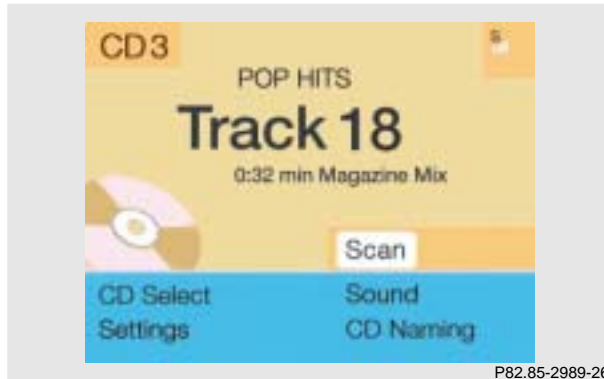 CD3
S
POP HITS
Track 18
0:32 min Magazine Mix
Scan
CD Select Sound
Settings CD Naming
P82.85-2989-26